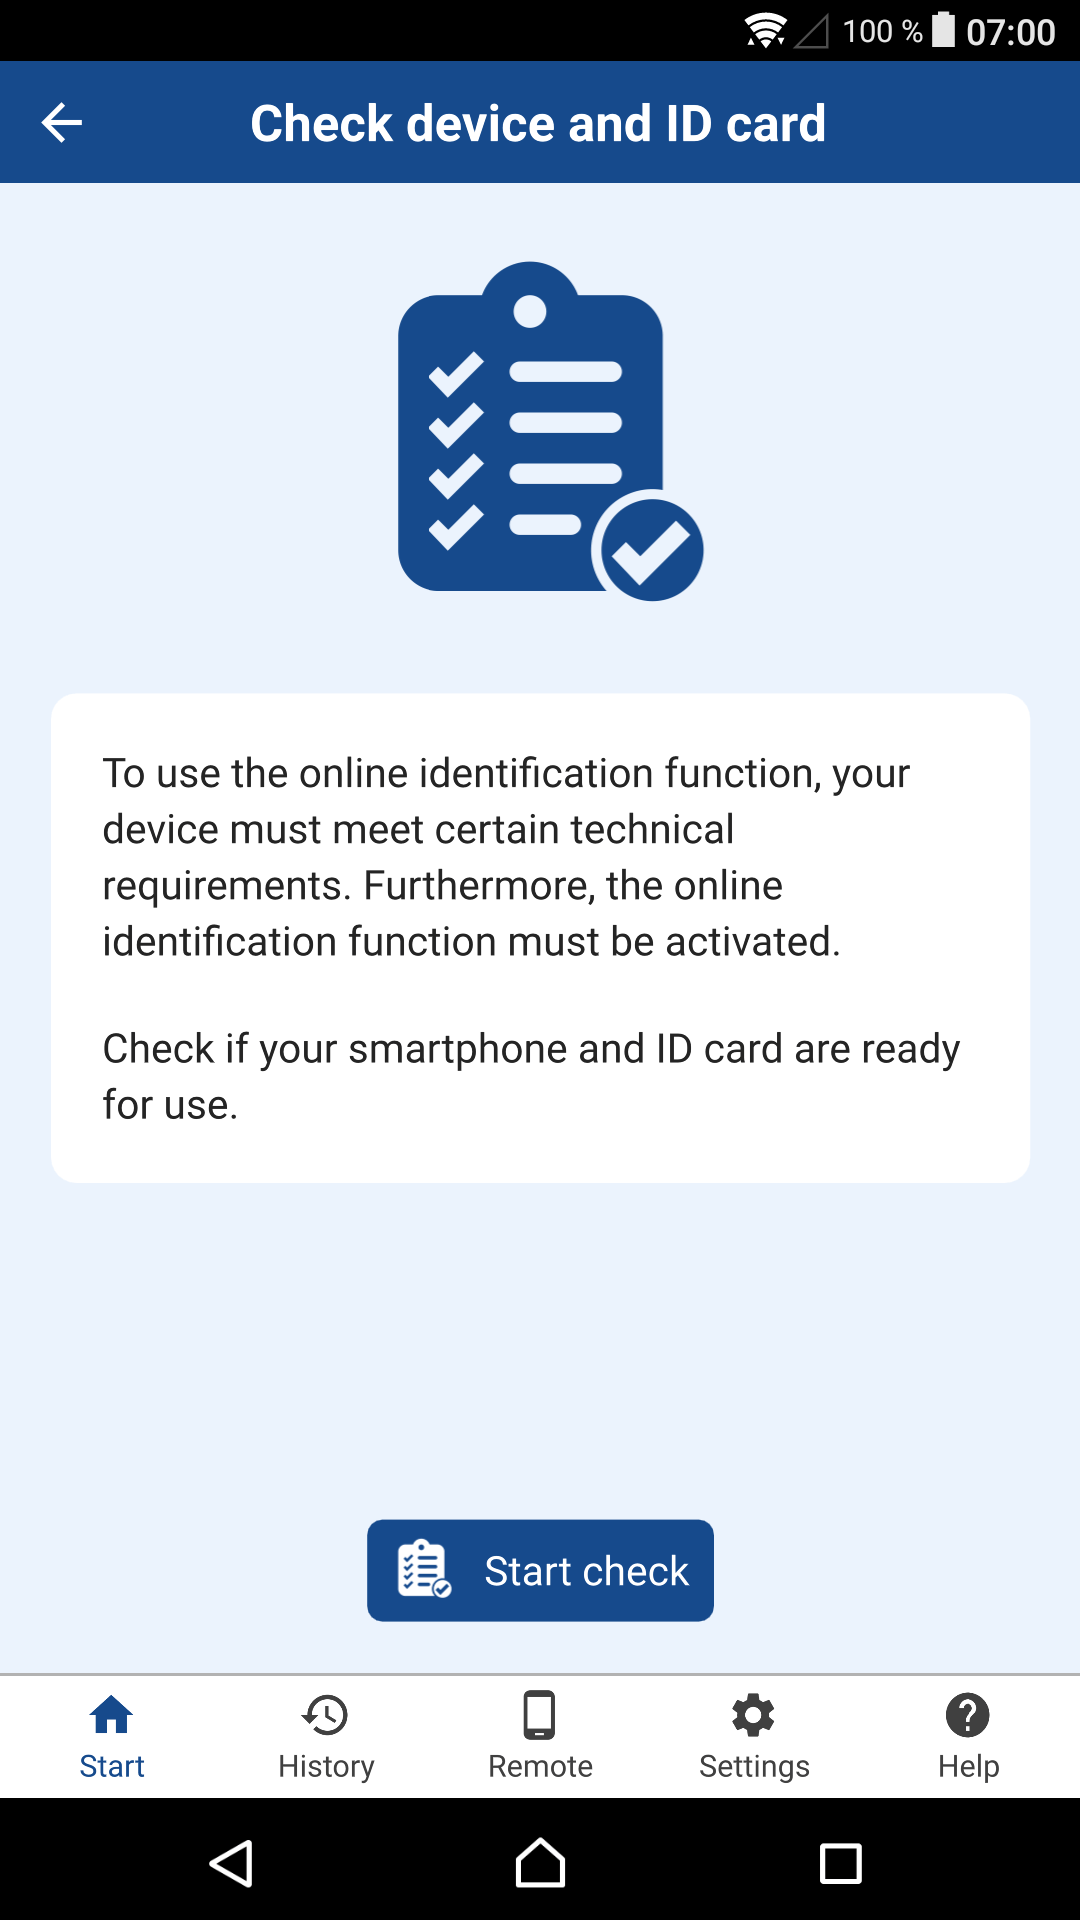 100 % 07:00
Check device and ID card
To use the online identification function, your
device must meet certain technical
requirements. Furthermore, the online
identification function must be activated.
Check if your smartphone and ID card are ready
for use.
Start check
Start History Remote Settings Help